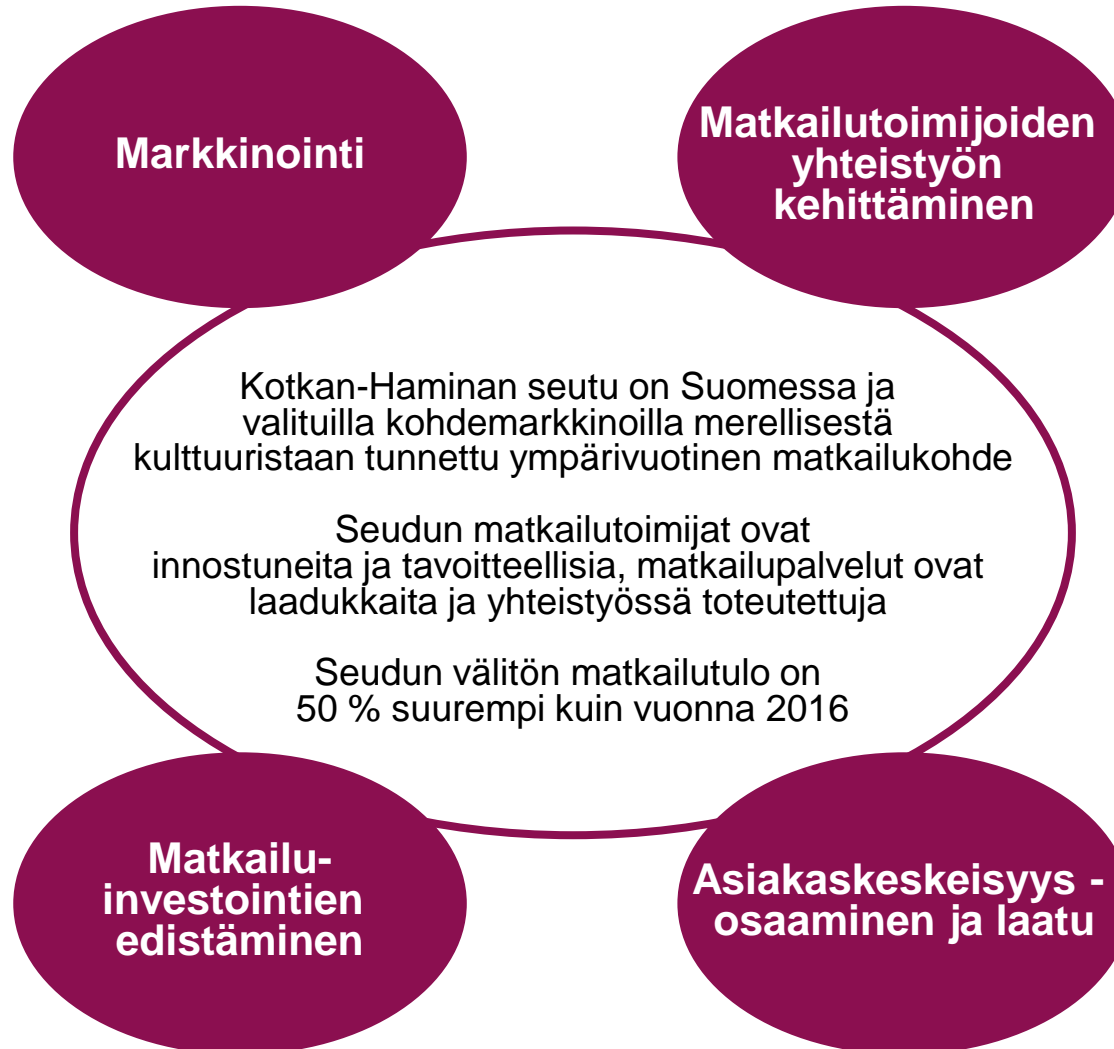 Markkinointi
Matkailutoimijoiden
yhteistyön
kehittäminen
Kotkan-Haminan seutu on Suomessa ja
valituilla kohdemarkkinoilla merellisestä
kulttuuristaan tunnettu ympärivuotinen matkailukohde
Seudun matkailutoimijat ovat
innostuneita ja tavoitteellisia, matkailupalvelut ovat
laadukkaita ja yhteistyössä toteutettuja
Seudun välitön matkailutulo on
50 % suurempi kuin vuonna 2016
Matkailu-
investointien
edistäminen
Asiakaskeskeisyys -
osaaminen ja laatu